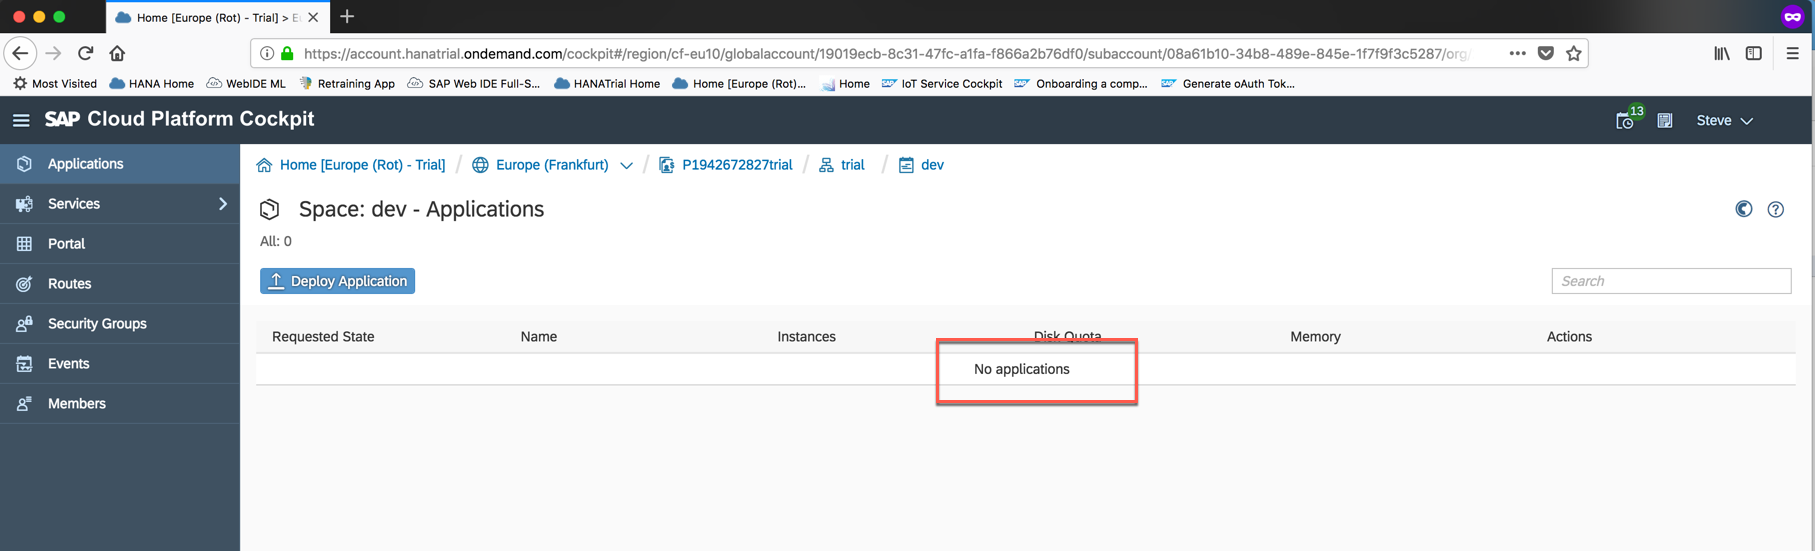 Home [Europe (Rot) - Trial] > Eu
https://account.hanatrial.ondemand.com/cockpit#/region/cf-eu10/globalaccount/19019ecb-8c31-47fc-a1fa-f866a2b76df0/subaccount/08a61b10-34b8-489e-845e-1f7f9f3c5287/org/
Most Visited HANA Home WebIDE ML Retraining App SAP Web IDE Full-S... HANATrial Home Home [Europe (Rot)... Home IoT Service Cockpit Onboarding a comp... Generate oAuth Tok...
SAP Cloud Platform Cockpit 13 Steve
Applications
Services
Portal
Routes
Security Groups
Events
Members
Home [Europe (Rot) - Trial] / Europe (Frankfurt) / P1942672827trial / trial / dev
Space: dev - Applications
All: 0
Deploy Application Search
Requested State Name Instances Disk Quota Memory Actions
No applications